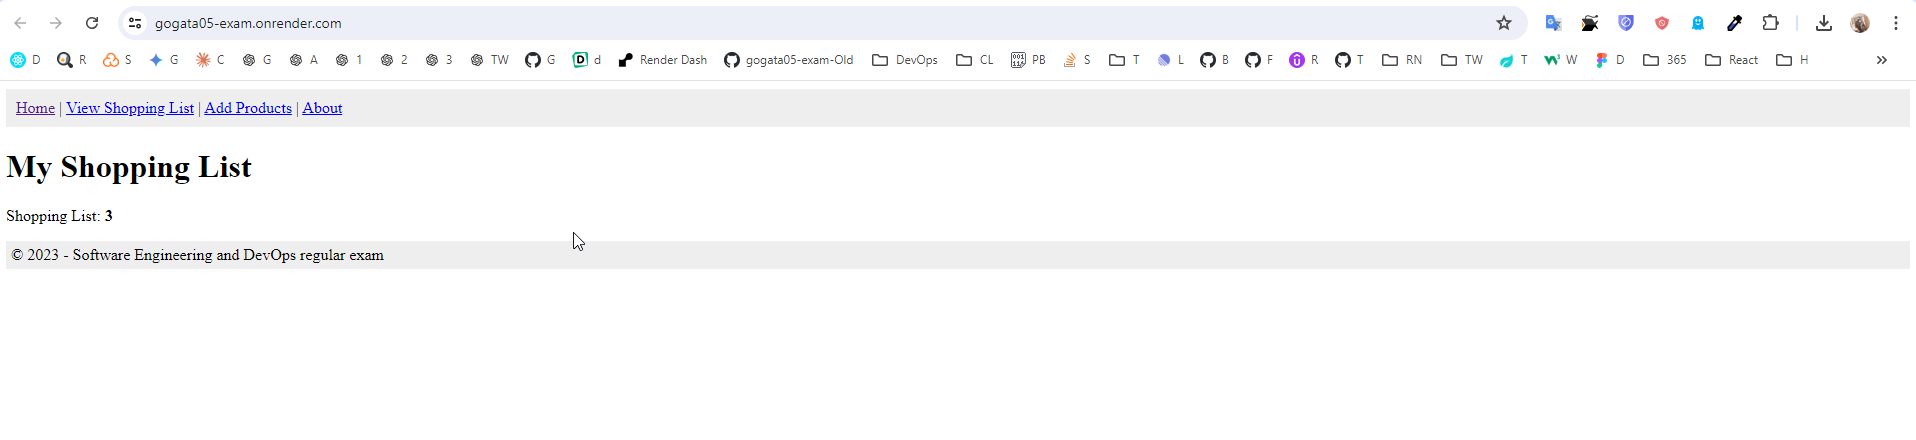 gogata05-exam.onrender.com
D R S G C G A 1 2 3 TW G d Render Dash gogata05-exam-Old DevOps CL PB S T L B F R T RN TW T W D 365 React H »
Home | View Shopping List | Add Products | About
My Shopping List
Shopping List: 3
© 2023 - Software Engineering and DevOps regular exam